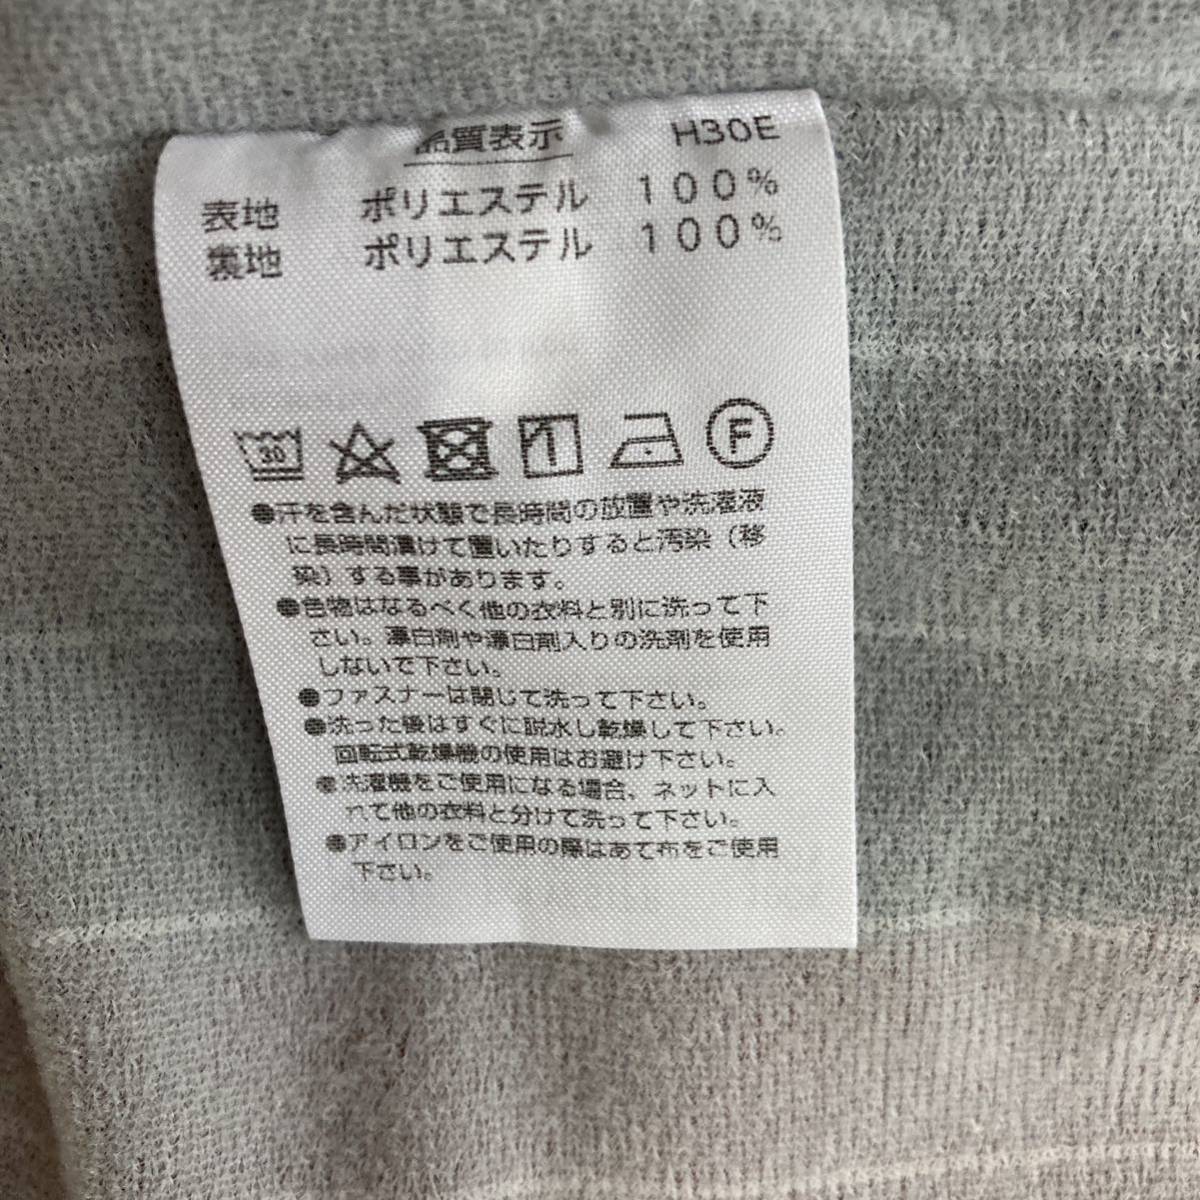 品質表示 H30E
表地 ポリエステル 100%
裏地 ポリエステル 100%
30 1 F
●汗を含んだ状態で長時間の放置や洗濯液
に長時間漬けて置いたりすると汚染(移
染)する事があります。
●色物はなるべく他の衣料と別に洗って下
さい。漂白剤や漂白剤入りの洗剤を使用
しないで下さい。
●ファスナーは閉じて洗って下さい。
●洗った後はすぐに脱水し乾燥して下さい。
回転式乾燥機の使用はお避け下さい。
●洗濯機をご使用になる場合、ネットに入
れて他の衣料と分けて洗って下さい。
●アイロンをご使用の際はあて布をご使用
下さい。